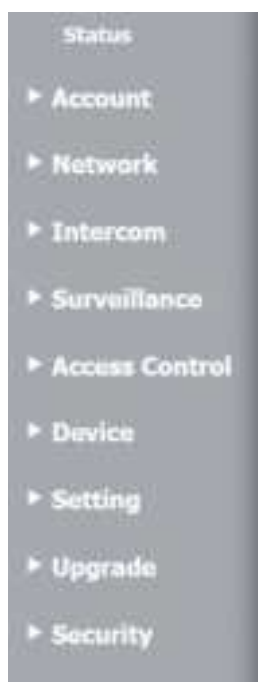 Status
Account
Network
Intercom
Surveillance
Access Control
Device
Setting
Upgrade
Security